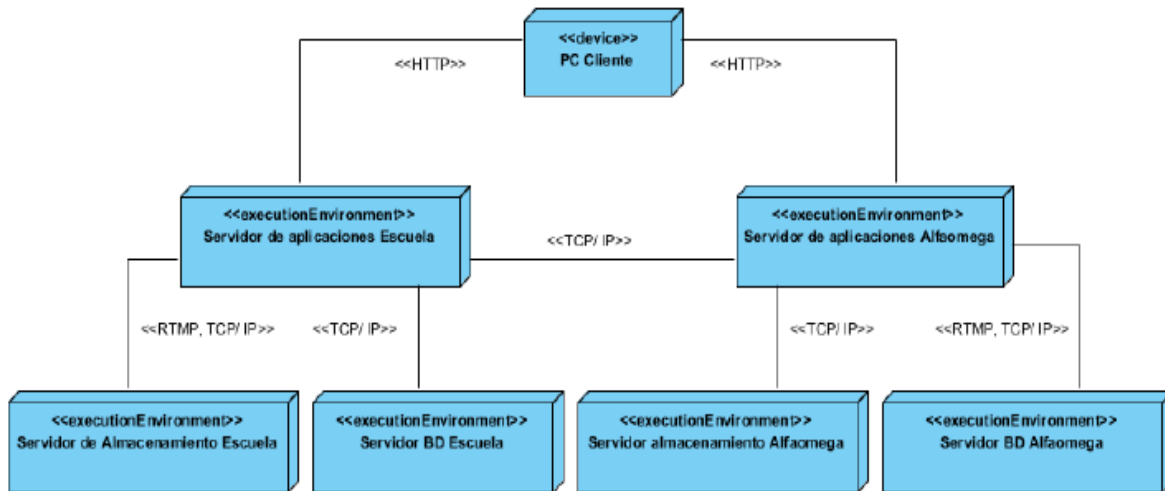 <<device>>
PC Cliente
<<HTTP>>
<<HTTP>>
<<executionEnvironment>>
Servidor de aplicaciones Escuela
<<executionEnvironment>>
Servidor de aplicaciones Alfaomega
<<TCP/ IP>>
<<RTMP, TCP/ IP>>
<<TCP/ IP>>
<<TCP/ IP>>
<<RTMP, TCP/ IP>>
<<executionEnvironment>>
Servidor de Almacenamiento Escuela
<<executionEnvironment>>
Servidor BD Escuela
<<executionEnvironment>>
Servidor almacenamiento Alfaomega
<<executionEnvironment>>
Servidor BD Alfaomega